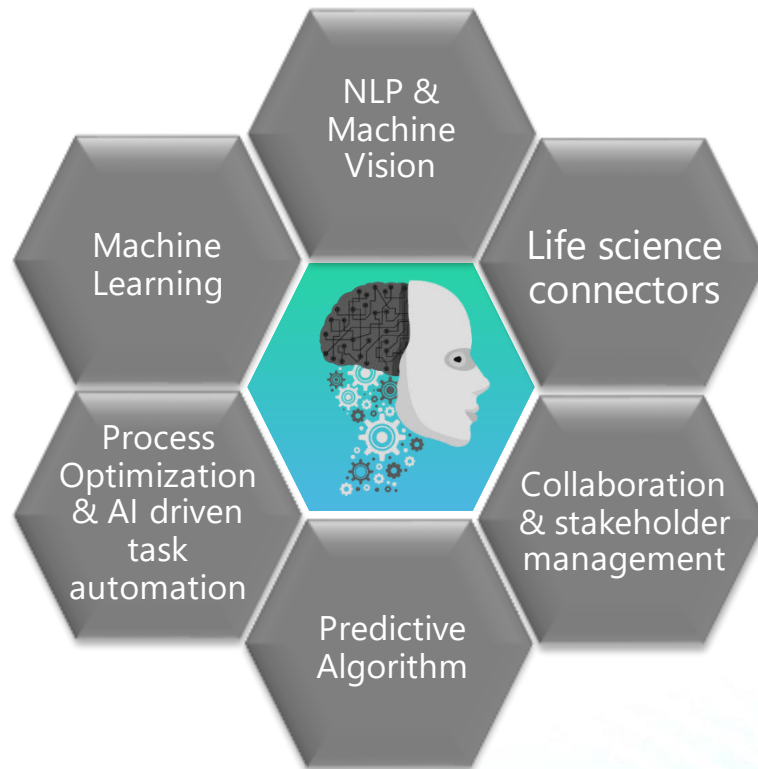 NLP &
Machine
Vision
Machine
Learning
Life science
connectors
Process
Optimization
& AI driven
task
automation
Collaboration
& stakeholder
management
Predictive
Algorithm